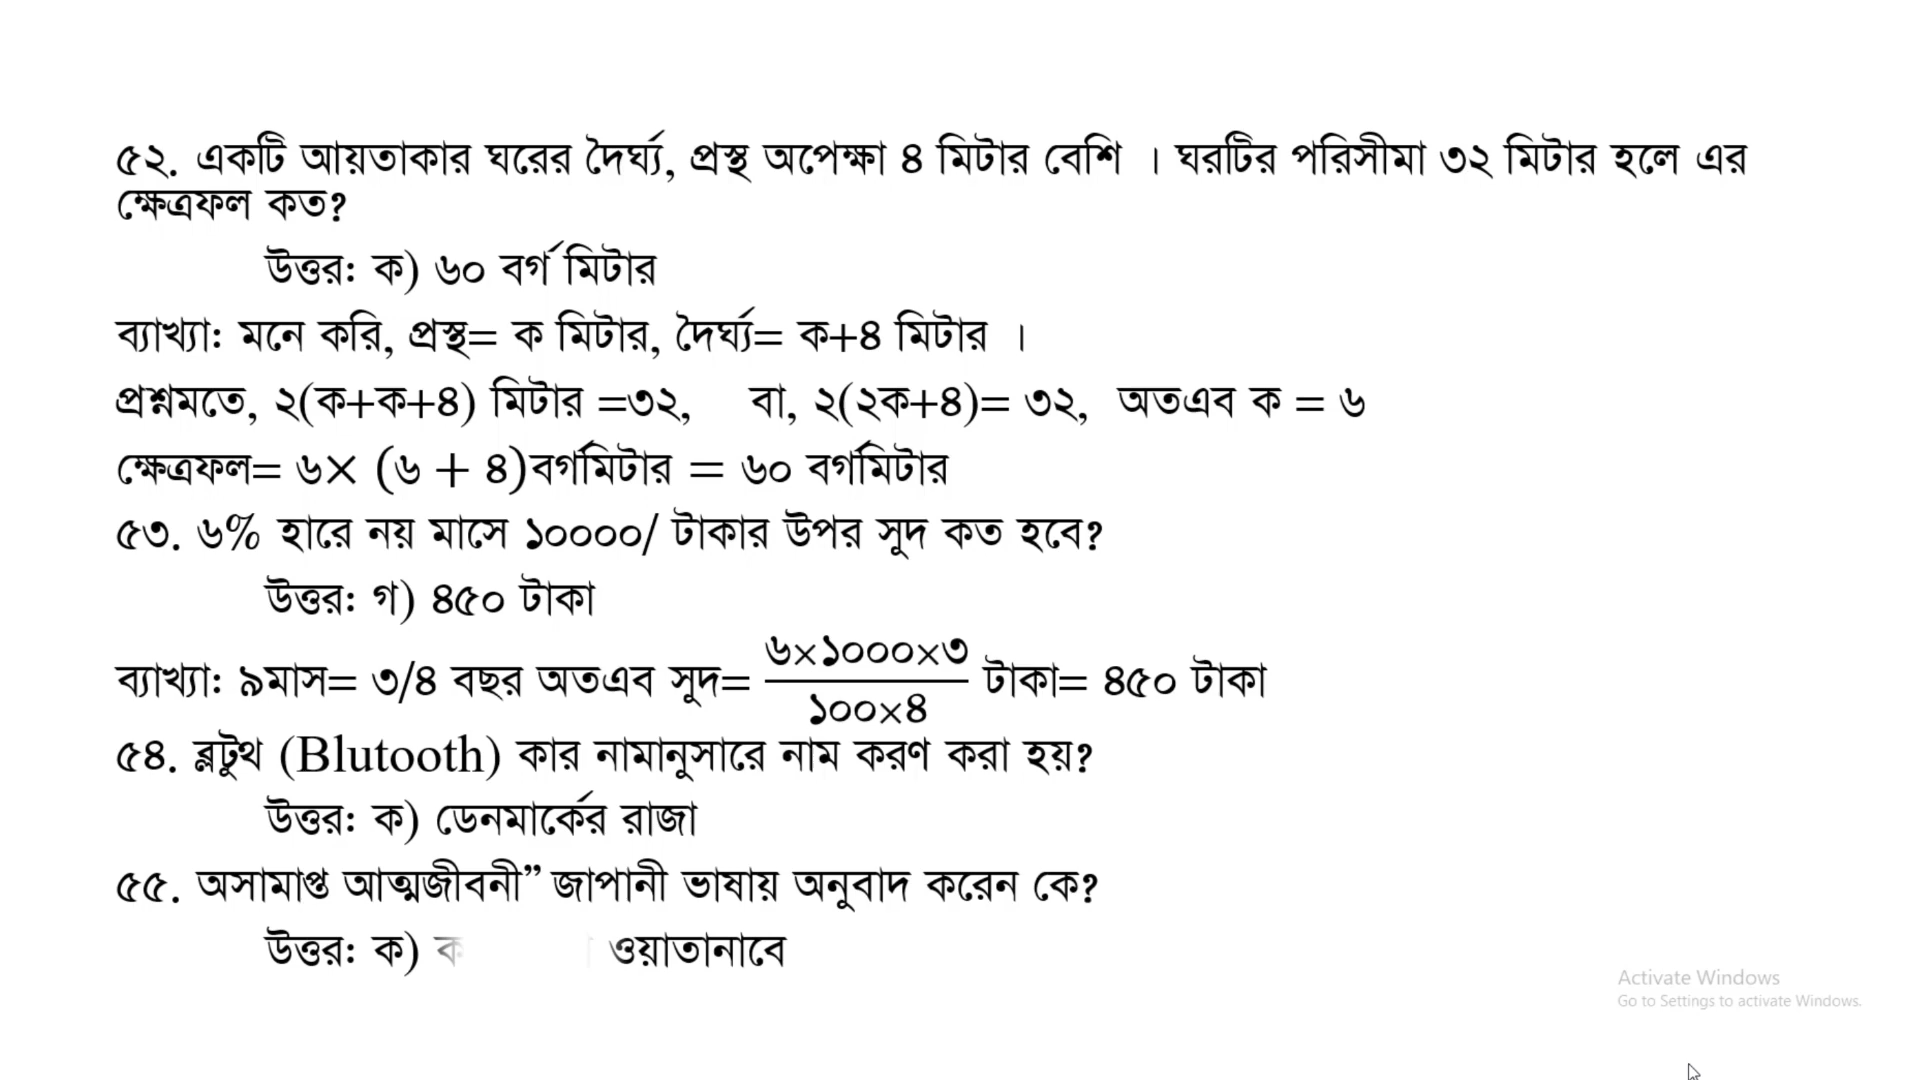 ৫২. একটি আয়তাকার ঘরের দৈর্ঘ্য, প্রস্থ অপেক্ষা ৪ মিটার বেশি । ঘরটির পরিসীমা ৩২ মিটার হলে এর
ক্ষেত্রফল কত?
উত্তর: ক) ৬০ বর্গ মিটার
ব্যাখ্যা: মনে করি, প্রস্থ= ক মিটার, দৈর্ঘ্য= ক+৪ মিটার ।
প্রশ্নমতে, ২(ক+ক+৪) মিটার =৩২, বা, ২(২ক+৪)= ৩২, অতএব ক = ৬
ক্ষেত্রফল= ৬× (৬ + ৪)বর্গমিটার = ৬০ বর্গমিটার
৫৩. ৬% হারে নয় মাসে ১০০০০/ টাকার উপর সুদ কত হবে?
উত্তর: গ) ৪৫০ টাকা
ব্যাখ্যা: ৯মাস= ৩/৪ বছর অতএব সুদ= ৬×১০০০×৩ / ১০০×৪ টাকা= ৪৫০ টাকা
৫৪. ব্লটুথ (Blutooth) কার নামানুসারে নাম করণ করা হয়?
উত্তর: ক) ডেনমার্কের রাজা
৫৫. অসামাপ্ত আত্মজীবনী” জাপানী ভাষায় অনুবাদ করেন কে?
উত্তর: ক) ওয়াতানাবে
Activate Windows
Go to Settings to activate Windows.